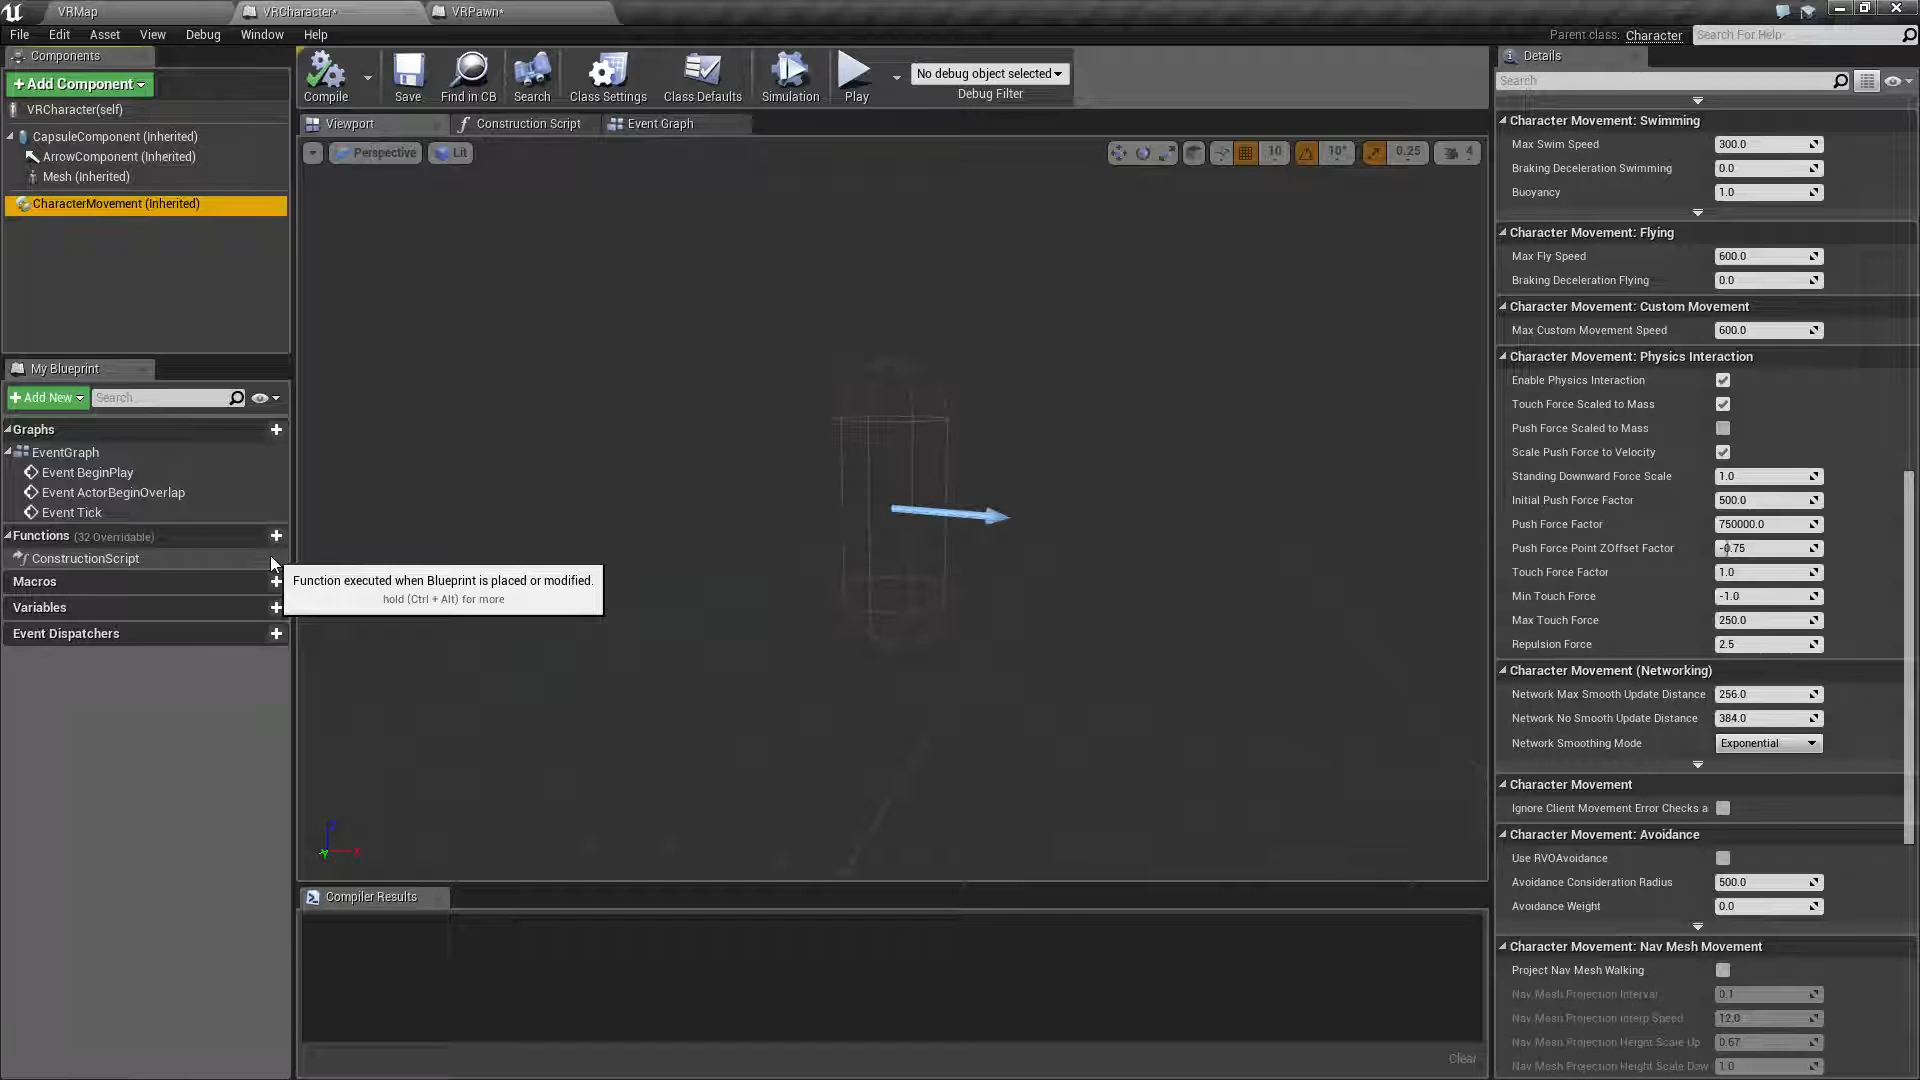 VRMap
VRCharacter*
VRPawn*
File Edit Asset View Debug Window Help
Parent class: Character
Search For Help
Components
+ Add Component
VRCharacter(self)
CapsuleComponent (Inherited)
ArrowComponent (Inherited)
Mesh (Inherited)
CharacterMovement (Inherited)
My Blueprint
+ Add New
Search
Graphs
EventGraph
Event BeginPlay
Event ActorBeginOverlap
Event Tick
Functions (32 Overridable)
ConstructionScript
Macros
Variables
Event Dispatchers
Compile
Save
Find in CB
Search
Class Settings
Class Defaults
Simulation
Play
No debug object selected
Debug Filter
Viewport
Construction Script
Event Graph
Perspective
Lit
10
10°
0.25
4
Function executed when Blueprint is placed or modified.
hold (Ctrl + Alt) for more
Compiler Results
Clear
Details
Search
Character Movement: Swimming
Max Swim Speed 300.0
Braking Deceleration Swimming 0.0
Buoyancy 1.0
Character Movement: Flying
Max Fly Speed 600.0
Braking Deceleration Flying 0.0
Character Movement: Custom Movement
Max Custom Movement Speed 600.0
Character Movement: Physics Interaction
Enable Physics Interaction
Touch Force Scaled to Mass
Push Force Scaled to Mass
Scale Push Force to Velocity
Standing Downward Force Scale 1.0
Initial Push Force Factor 500.0
Push Force Factor 750000.0
Push Force Point ZOffset Factor -0.75
Touch Force Factor 1.0
Min Touch Force -1.0
Max Touch Force 250.0
Repulsion Force 2.5
Character Movement (Networking)
Network Max Smooth Update Distance 256.0
Network No Smooth Update Distance 384.0
Network Smoothing Mode Exponential
Character Movement
Ignore Client Movement Error Checks a
Character Movement: Avoidance
Use RVOAvoidance
Avoidance Consideration Radius 500.0
Avoidance Weight 0.0
Character Movement: Nav Mesh Movement
Project Nav Mesh Walking
Nav Mesh Projection Interval 0.1
Nav Mesh Projection Interp Speed 12.0
Nav Mesh Projection Height Scale Up 0.67
Nav Mesh Projection Height Scale Dow 1.0